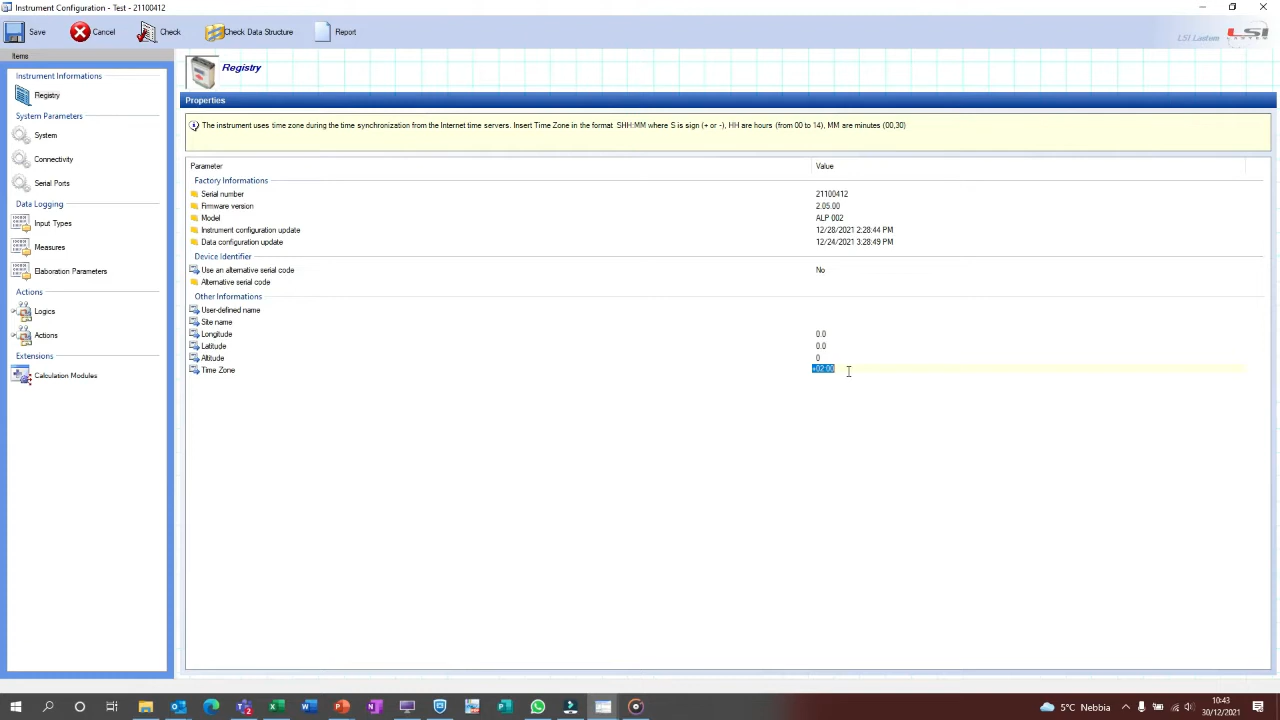 Instrument Configuration - Test - 21100412
Save
Cancel
Check
Check Data Structure
Report
LSI Lastem
LSI
Items
Instrument Informations
Registry
System Parameters
System
Connectivity
Serial Ports
Data Logging
Input Types
Measures
Elaboration Parameters
Actions
Logics
Actions
Extensions
Calculation Modules
Registry
Properties
The instrument uses time zone during the time synchronization from the Internet time servers. Insert Time Zone in the format SHH:MM where S is sign (+ or -), HH are hours (from 00 to 14), MM are minutes (00,30)
Parameter Value
Factory Informations
Serial number 21100412
Firmware version 2.05.00
Model ALP 002
Instrument configuration update 12/28/2021 2:28:44 PM
Data configuration update 12/24/2021 3:28:49 PM
Device Identifier
Use an alternative serial code No
Alternative serial code
Other Informations
User-defined name
Site name
Longitude 0.0
Latitude 0.0
Altitude 0
Time Zone +02:00
5°C Nebbia
10:43
30/12/2021